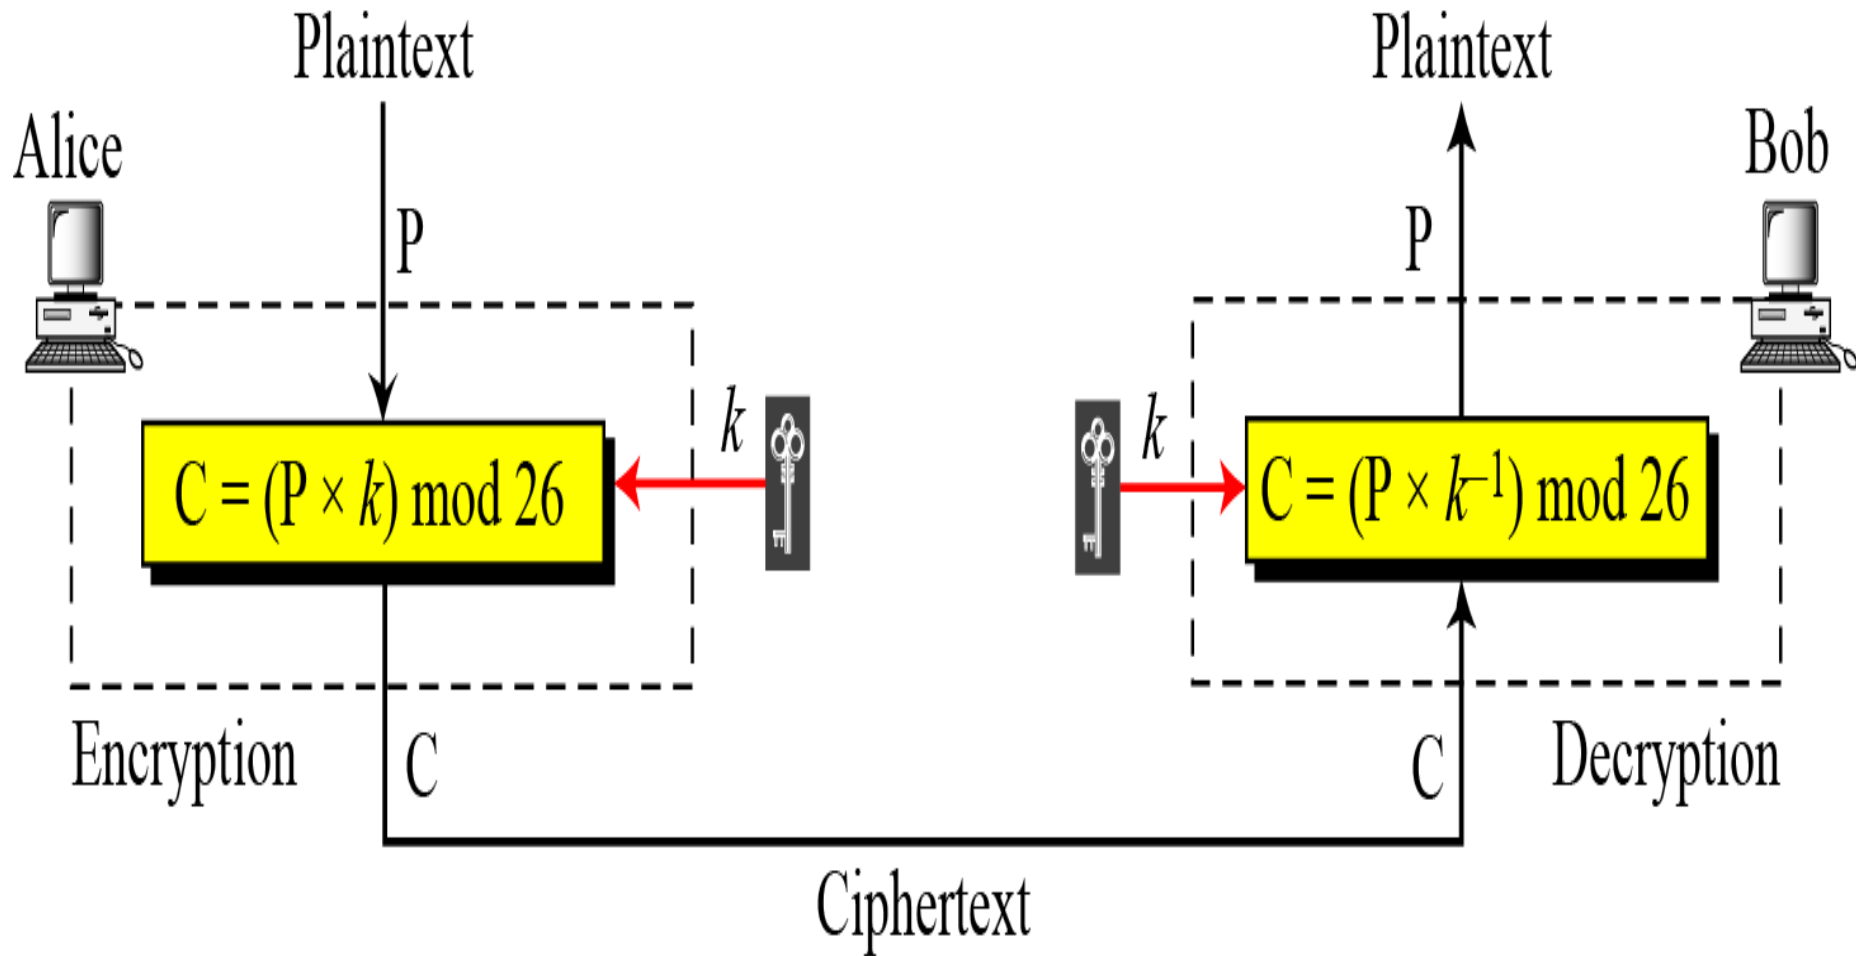 Plaintext
Plaintext
Alice
Bob
P
P
k
k
C = (P × k) mod 26
C = (P × k⁻¹) mod 26
Encryption
C
C
Decryption
Ciphertext